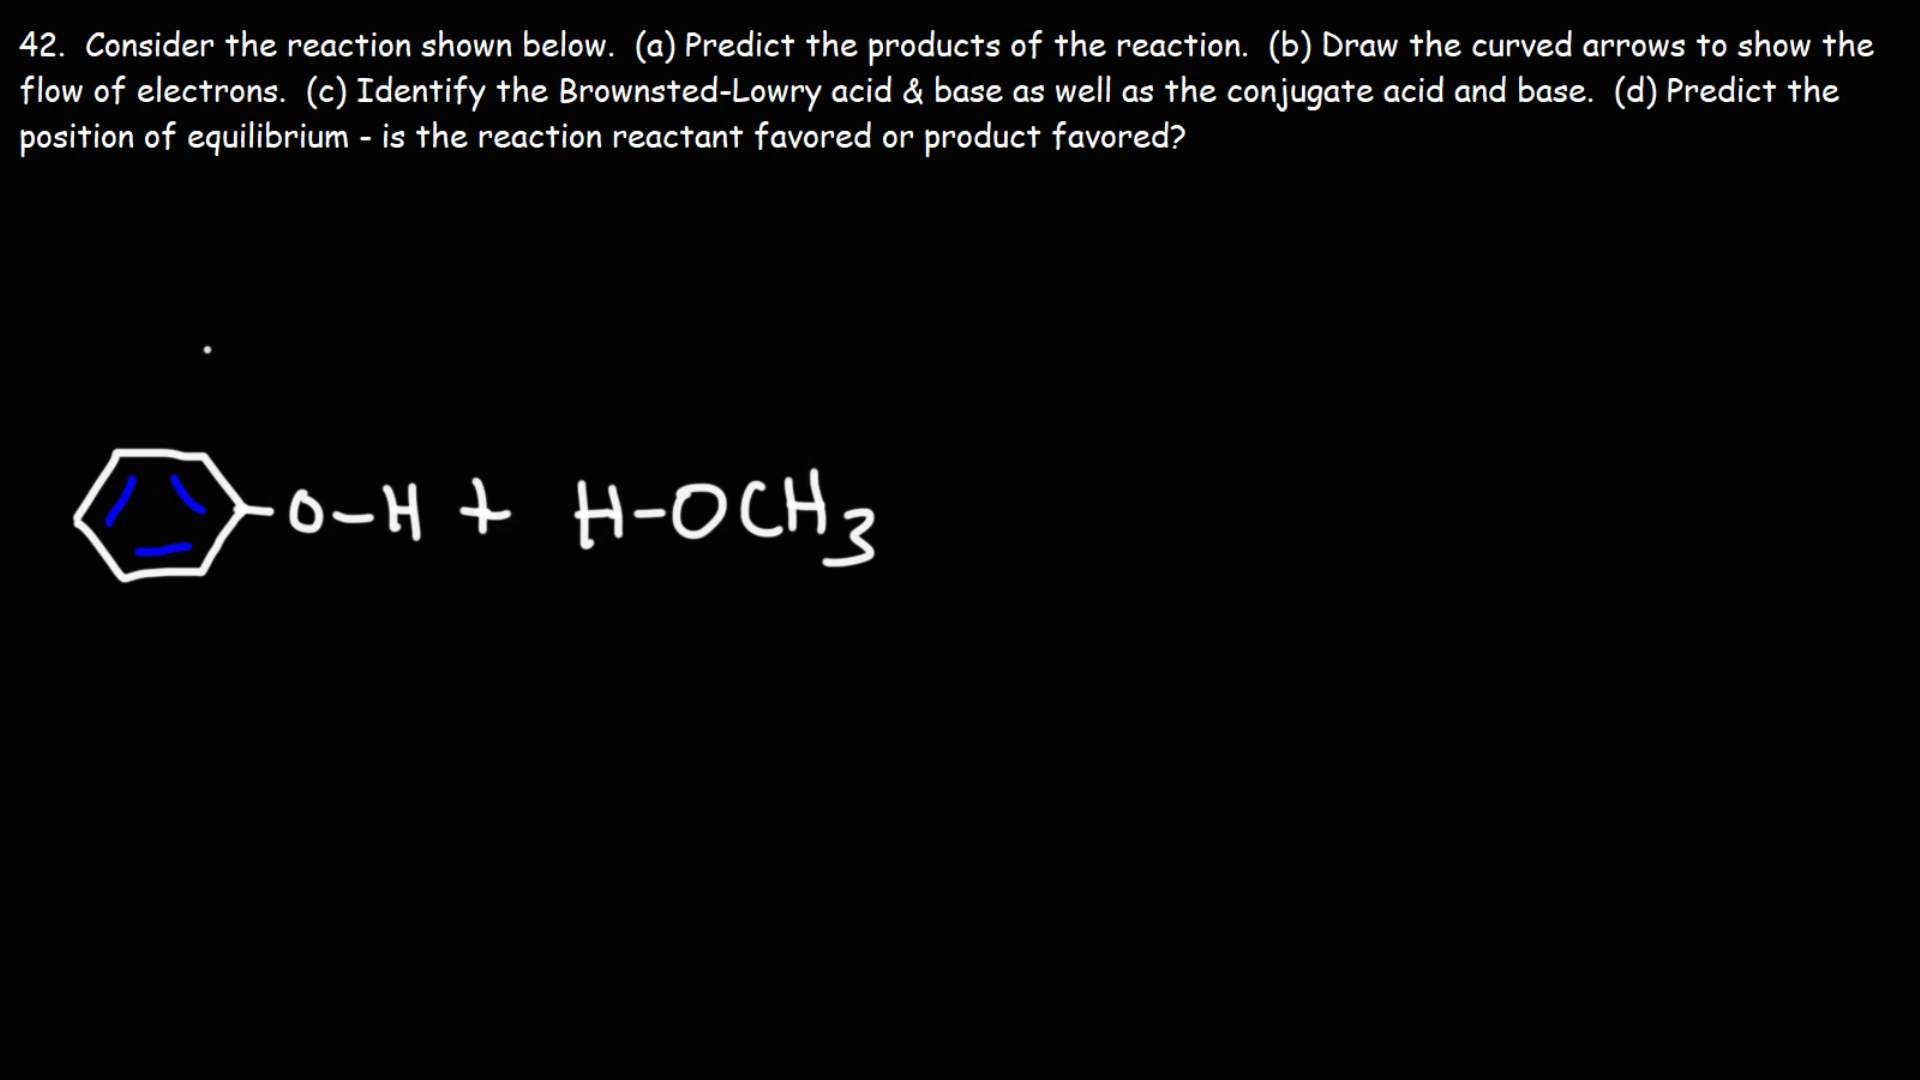 42. Consider the reaction shown below. (a) Predict the products of the reaction. (b) Draw the curved arrows to show the
flow of electrons. (c) Identify the Brownsted-Lowry acid & base as well as the conjugate acid and base. (d) Predict the
position of equilibrium - is the reaction reactant favored or product favored?
-O-H + H-OCH3